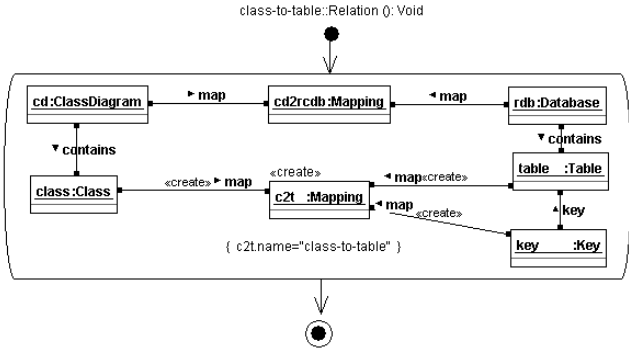 class-to-table::Relation (): Void
cd :ClassDiagram
► map
cd2rcdb :Mapping
◄ map
rdb :Database
▼ contains
▼ contains
class :Class
«create» ► map
«create»
c2t :Mapping
◄ map «create»
table :Table
◄ map
«create»
▲ key
key :Key
{ c2t.name="class-to-table" }